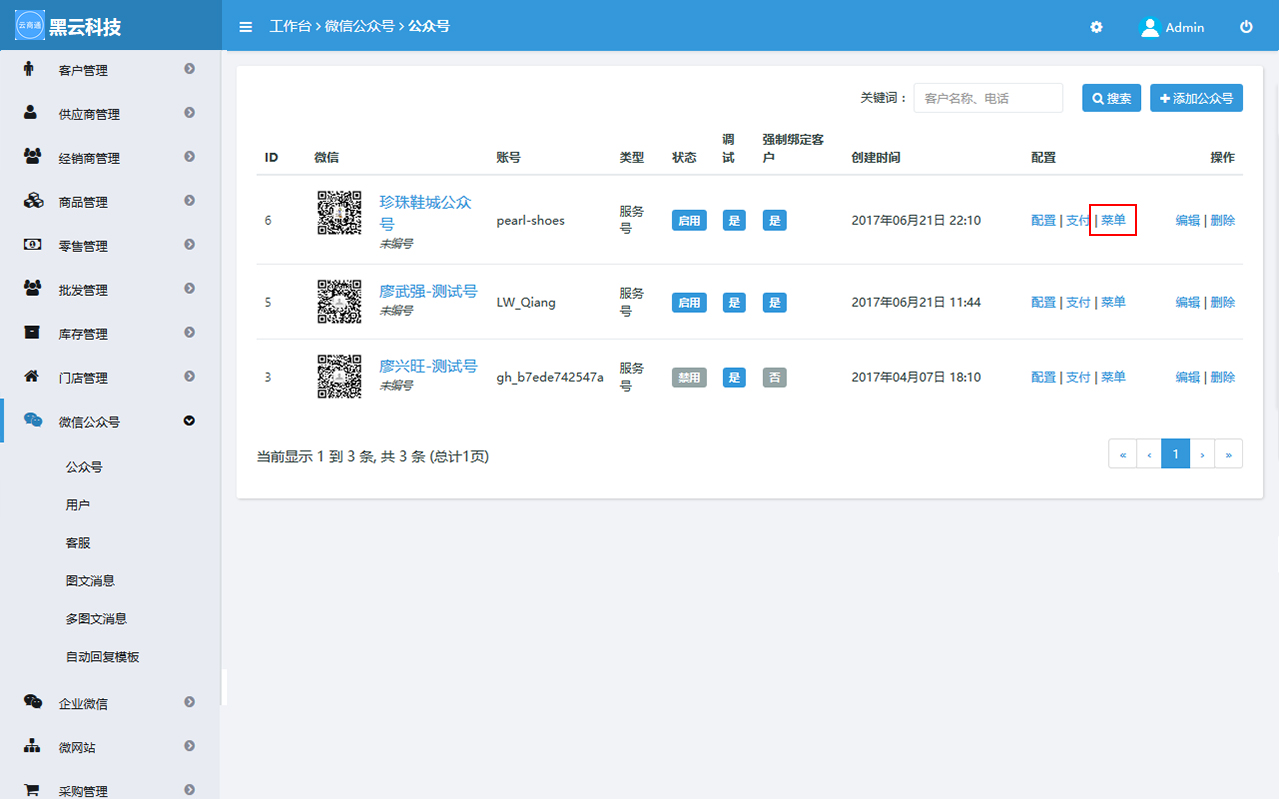 云商通 黑云科技
工作台 › 微信公众号 › 公众号
Admin
客户管理
供应商管理
经销商管理
商品管理
零售管理
批发管理
库存管理
门店管理
微信公众号
公众号
用户
客服
图文消息
多图文消息
自动回复模板
企业微信
微网站
采购管理
关键词：
客户名称、电话
搜索
添加公众号
ID 微信 账号 类型 状态 调试 强制绑定客户 创建时间 配置 操作
6 珍珠鞋城公众号 未编号 pearl-shoes 服务号 启用 是 是 2017年06月21日 22:10 配置 | 支付 | 菜单 编辑 | 删除
5 廖武强-测试号 未编号 LW_Qiang 服务号 启用 是 是 2017年06月21日 11:44 配置 | 支付 | 菜单 编辑 | 删除
3 廖兴旺-测试号 未编号 gh_b7ede742547a 服务号 禁用 是 否 2017年04月07日 18:10 配置 | 支付 | 菜单 编辑 | 删除
当前显示 1 到 3 条, 共 3 条 (总计1页)
« ‹ 1 › »